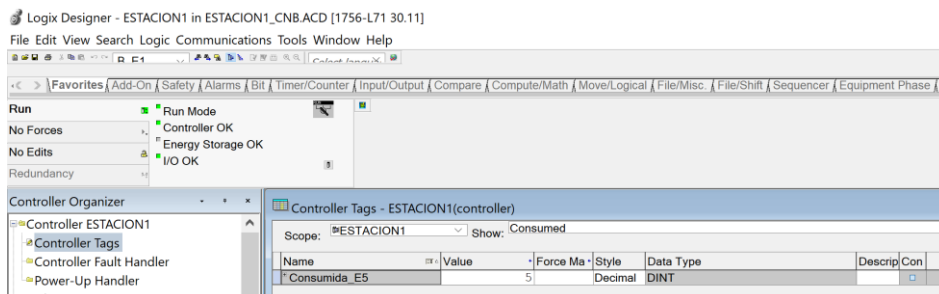 Logix Designer - ESTACION1 in ESTACION1_CNB.ACD [1756-L71 30.11]
File Edit View Search Logic Communications Tools Window Help
Favorites Add-On Safety Alarms Bit Timer/Counter Input/Output Compare Compute/Math Move/Logical File/Misc. File/Shift Sequencer Equipment Phase
Run
Run Mode
No Forces
Controller OK
Energy Storage OK
No Edits
I/O OK
Redundancy
Controller Organizer
Controller Tags - ESTACION1(controller)
Controller ESTACION1
Scope: ESTACION1 Show: Consumed
Controller Tags
Controller Fault Handler
Name Value Force Ma Style Data Type Descrip Con
Power-Up Handler
Consumida_E5 5 Decimal DINT